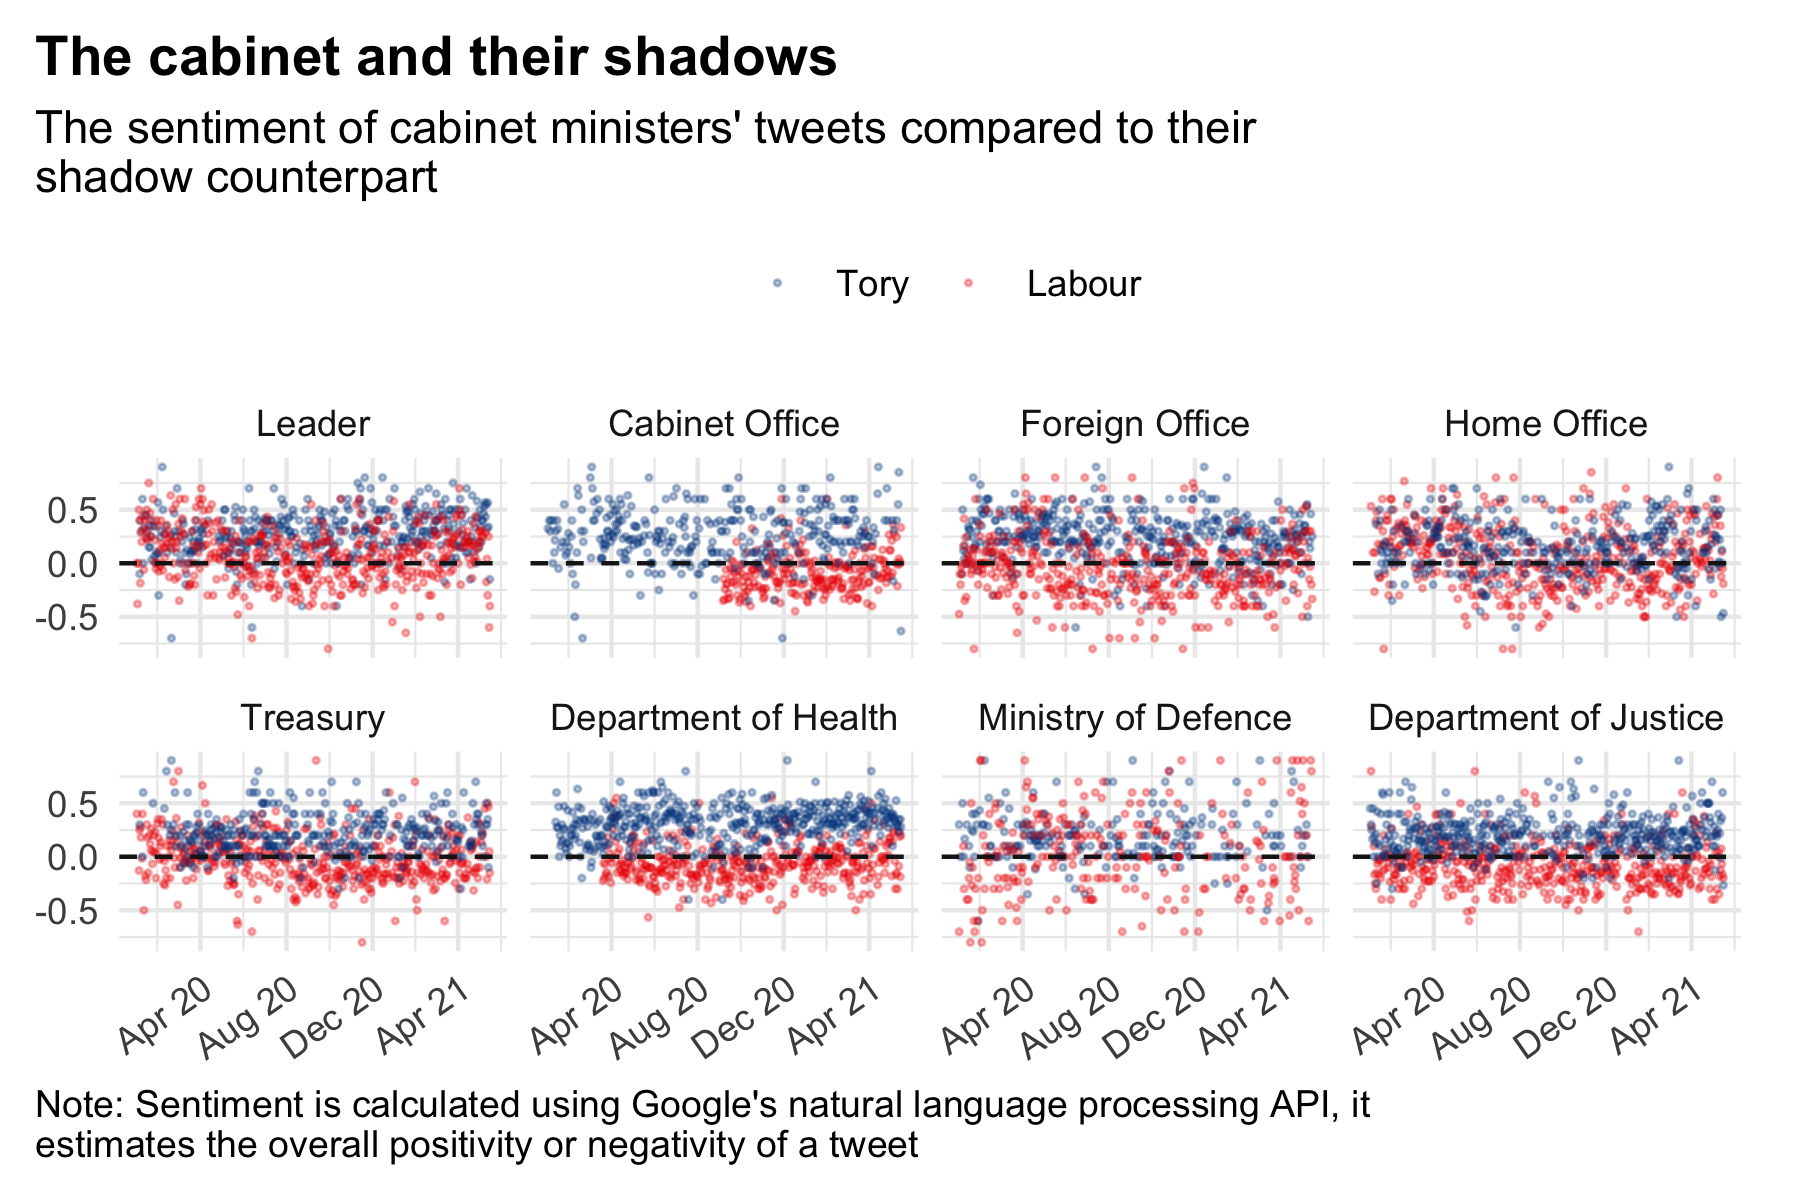 The cabinet and their shadows
The sentiment of cabinet ministers' tweets compared to their
shadow counterpart
Tory Labour
Leader Cabinet Office Foreign Office Home Office
0.5
0.0
-0.5
Treasury Department of Health Ministry of Defence Department of Justice
0.5
0.0
-0.5
Apr 20 Aug 20 Dec 20 Apr 21 Apr 20 Aug 20 Dec 20 Apr 21 Apr 20 Aug 20 Dec 20 Apr 21 Apr 20 Aug 20 Dec 20 Apr 21
Note: Sentiment is calculated using Google's natural language processing API, it
estimates the overall positivity or negativity of a tweet